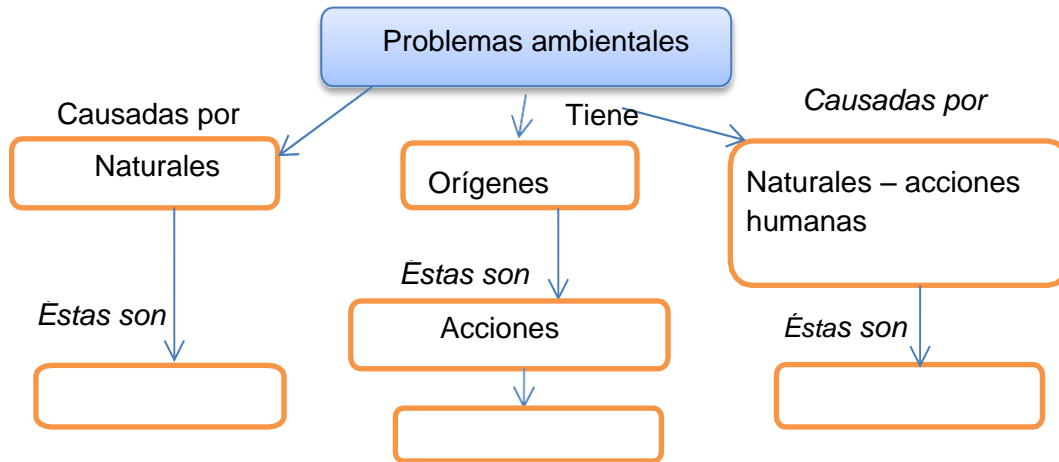 Problemas ambientales
Causadas por
Tiene
Causadas por
Naturales
Orígenes
Naturales – acciones
humanas
Éstas son
Éstas son
Éstas son
Acciones